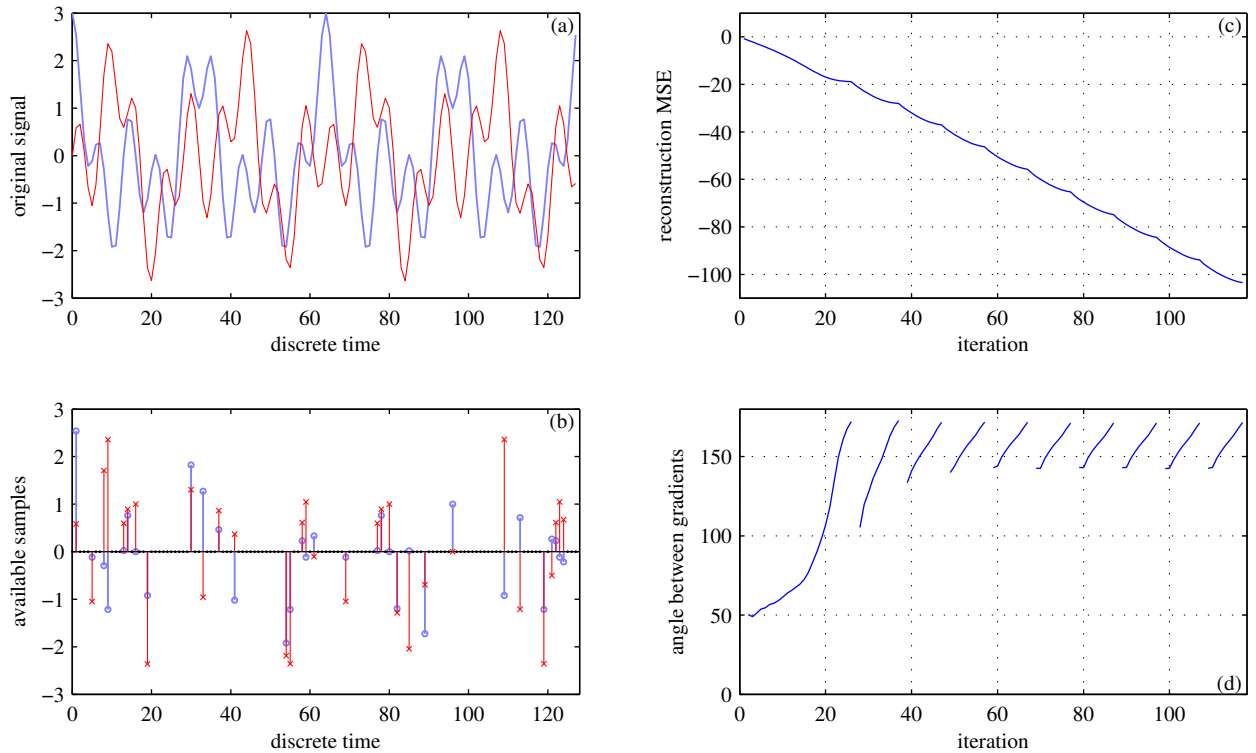 (a)
original signal
3
2
1
0
−1
−2
−3
0 20 40 60 80 100 120
discrete time
(c)
reconstruction MSE
0
−20
−40
−60
−80
−100
0 20 40 60 80 100
iteration
(b)
available samples
3
2
1
0
−1
−2
−3
0 20 40 60 80 100 120
discrete time
(d)
angle between gradients
150
100
50
0
0 20 40 60 80 100
iteration